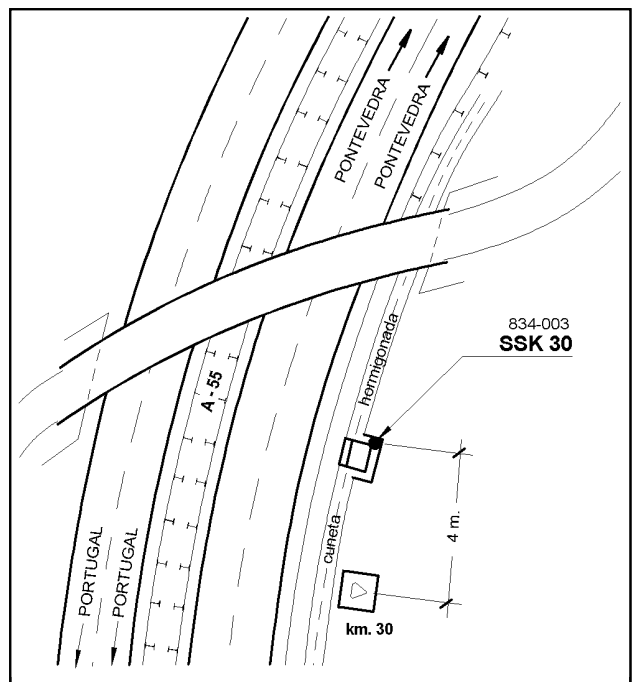 PONTEVEDRA
PONTEVEDRA
834-003
SSK 30
hormigonada
A - 55
4 m.
cuneta
PORTUGAL
PORTUGAL
km. 30